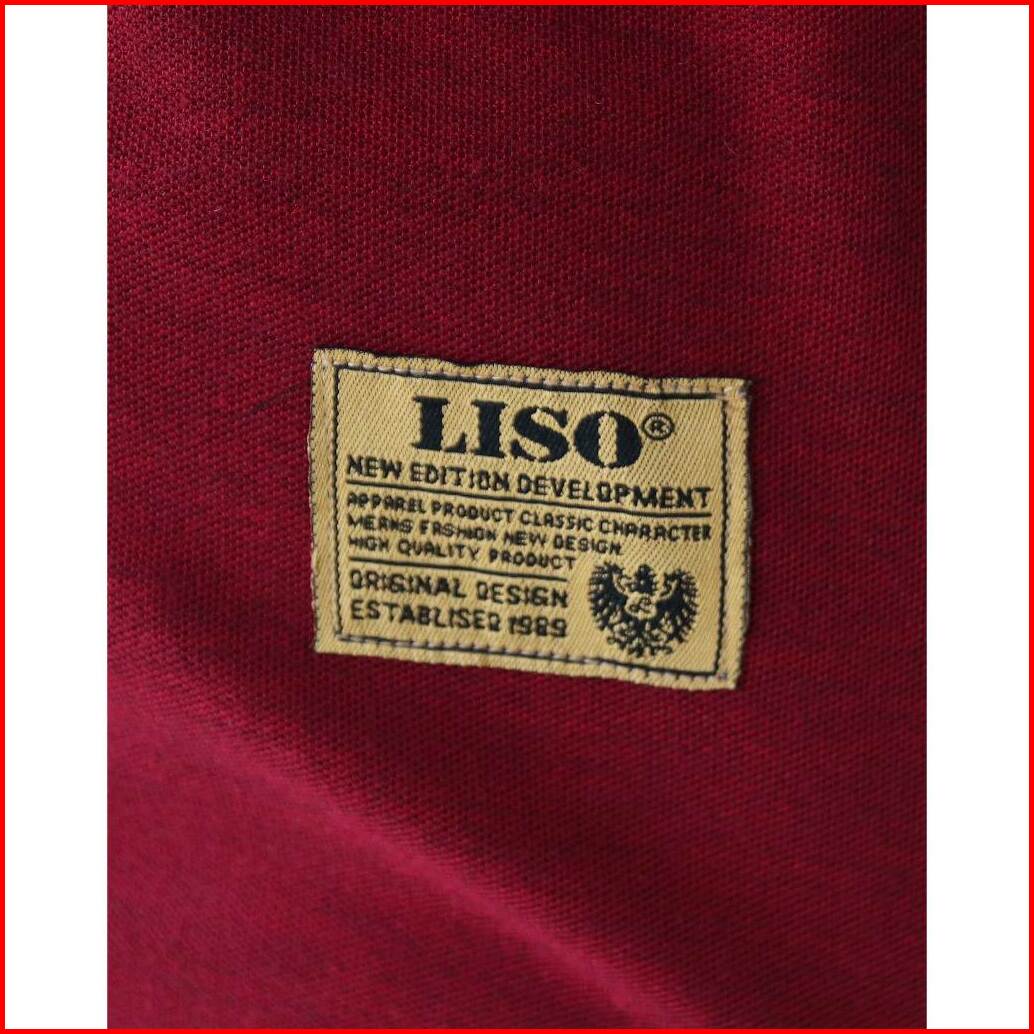 LISO®
NEW EDITION DEVELOPMENT
APPAREL PRODUCT CLASSIC CHARACTER
MEANS FASHION NEW DESIGN
HIGH QUALITY PRODUCT
ORIGINAL DESIGN
ESTABLISED 1989